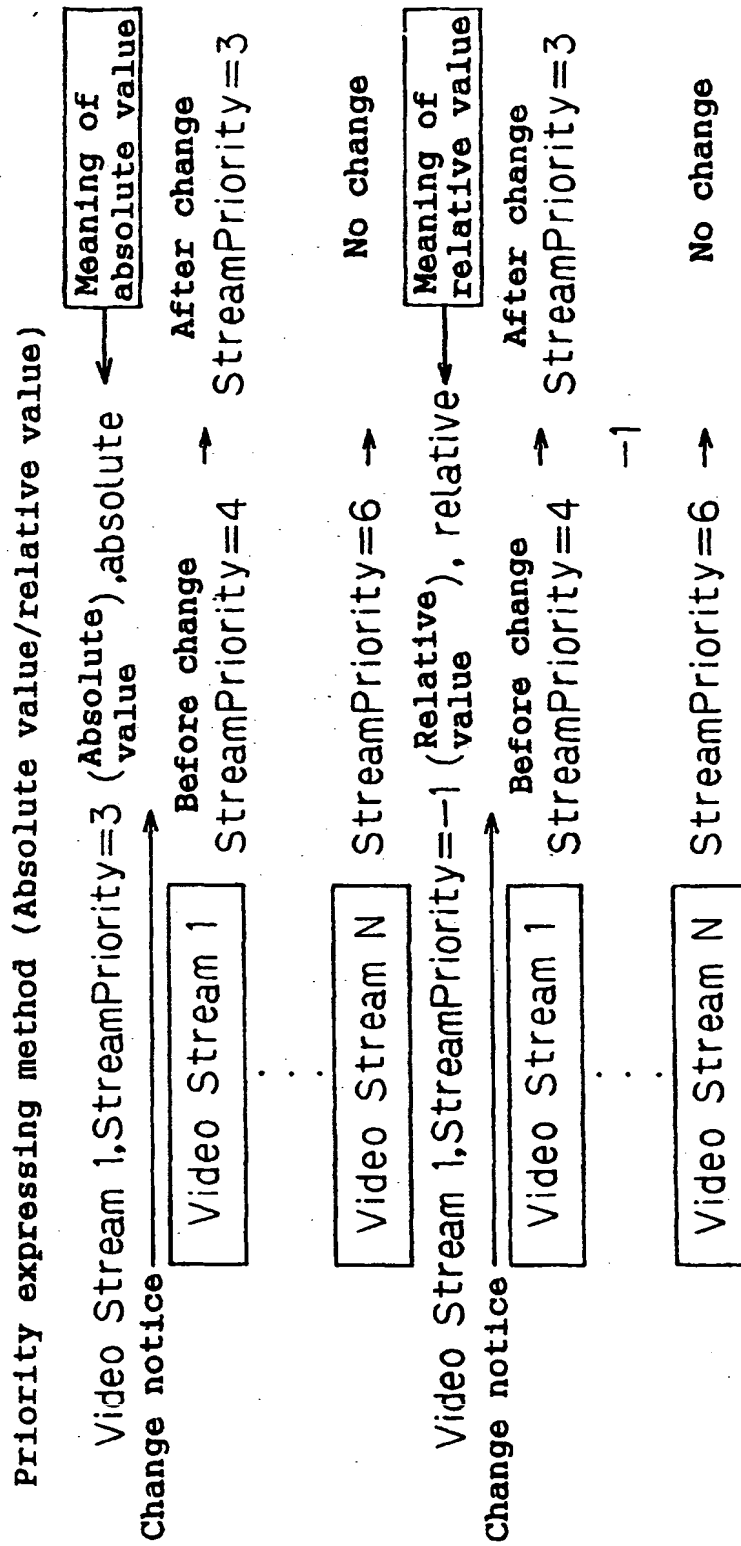 Priority expressing method (Absolute value/relative value)
Video Stream 1,StreamPriority=3 (Absolute value),absolute
Meaning of
absolute value
Change notice
Before change
After change
Video Stream 1
StreamPriority=4 → StreamPriority=3
. . .
Video Stream N
StreamPriority=6 → No change
Video Stream 1,StreamPriority=−1 (Relative value), relative
Meaning of
relative value
Change notice
Before change
After change
Video Stream 1
StreamPriority=4 → StreamPriority=3
−1
. . .
Video Stream N
StreamPriority=6 → No change